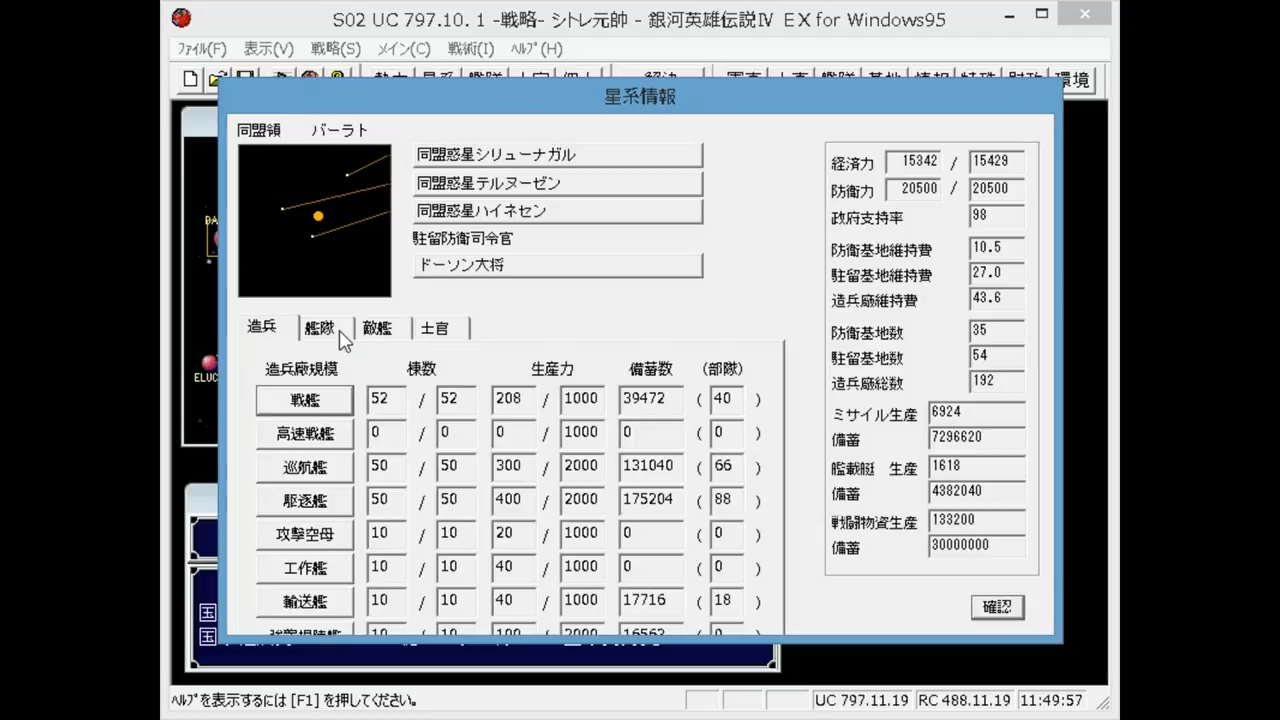 S02 UC 797.10. 1 -戦略- シトレ元帥 - 銀河英雄伝説Ⅳ EX for Windows95
ﾌｧｲﾙ(F) 表示(V) 戦略(S) メイン(C) 戦術(I) ﾍﾙﾌﾟ(H)
環境
星系情報
同盟領 バーラト
同盟惑星シリューナガル
同盟惑星テルヌーゼン
同盟惑星ハイネセン
駐留防衛司令官
ドーソン大将
経済力 15342 / 15429
防衛力 20500 / 20500
政府支持率 98
防衛基地維持費 10.5
駐留基地維持費 27.0
造兵廠維持費 43.6
防衛基地数 35
駐留基地数 54
造兵廠総数 192
ミサイル生産 6924
備蓄 7296620
艦載艇 生産 1618
備蓄 4382040
戦闘物資生産 133200
備蓄 30000000
確認
造兵 艦隊 敵艦 士官
造兵廠規模 棟数 生産力 備蓄数 (部隊)
戦艦 52 / 52 208 / 1000 39472 ( 40 )
高速戦艦 0 / 0 0 / 1000 0 ( 0 )
巡航艦 50 / 50 300 / 2000 131040 ( 66 )
駆逐艦 50 / 50 400 / 2000 175204 ( 88 )
攻撃空母 10 / 10 20 / 1000 0 ( 0 )
工作艦 10 / 10 40 / 1000 0 ( 0 )
輸送艦 10 / 10 40 / 1000 17716 ( 18 )
ELUC
国
国
ﾍﾙﾌﾟを表示するには [F1] を押してください。
UC 797.11.19 RC 488.11.19 11:49:57